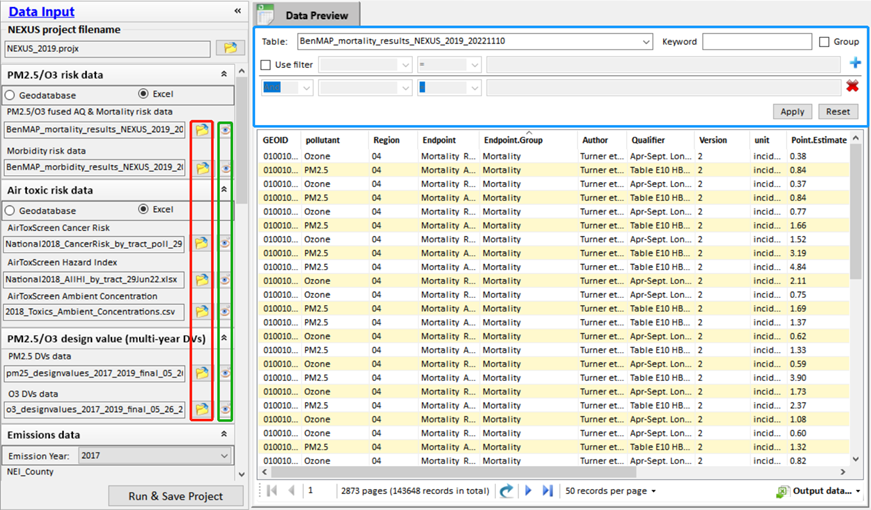 Data Input
«
NEXUS project filename
NEXUS_2019.projx
PM2.5/O3 risk data
Geodatabase Excel
PM2.5/O3 fused AQ & Mortality risk data
BenMAP_mortality_results_NEXUS_2019_20
Morbidity risk data
BenMAP_morbidity_results_NEXUS_2019_20
Air toxic risk data
Geodatabase Excel
AirToxScreen Cancer Risk
National2018_CancerRisk_by_tract_poll_29
AirToxScreen Hazard Index
National2018_AllHI_by_tract_29Jun22.xlsx
AirToxScreen Ambient Concentration
2018_Toxics_Ambient_Concentrations.csv
PM2.5/O3 design value (multi-year DVs)
PM2.5 DVs data
pm25_designvalues_2017_2019_final_05_2
O3 DVs data
o3_designvalues_2017_2019_final_05_26_2
Emissions data
Emission Year: 2017
NEI_County
Run & Save Project
Data Preview
Table: BenMAP_mortality_results_NEXUS_2019_20221110 Keyword Group
Use filter =
Apply Reset
GEOID pollutant Region Endpoint Endpoint.Group Author Qualifier Version unit Point.Estimate
010010... Ozone 04 Mortality R... Mortality Turner et... Apr-Sept. Lon... 2 incid... 0.38
010010... PM2.5 04 Mortality A... Mortality Turner et... Table E10 HB... 2 incid... 0.84
010010... Ozone 04 Mortality R... Mortality Turner et... Apr-Sept. Lon... 2 incid... 0.37
010010... PM2.5 04 Mortality A... Mortality Turner et... Table E10 HB... 2 incid... 0.84
010010... Ozone 04 Mortality R... Mortality Turner et... Apr-Sept. Lon... 2 incid... 0.77
010010... PM2.5 04 Mortality A... Mortality Turner et... Table E10 HB... 2 incid... 1.66
010010... Ozone 04 Mortality R... Mortality Turner et... Apr-Sept. Lon... 2 incid... 1.52
010010... PM2.5 04 Mortality A... Mortality Turner et... Table E10 HB... 2 incid... 3.19
010010... PM2.5 04 Mortality A... Mortality Turner et... Table E10 HB... 2 incid... 4.84
010010... Ozone 04 Mortality R... Mortality Turner et... Apr-Sept. Lon... 2 incid... 2.11
010010... Ozone 04 Mortality R... Mortality Turner et... Apr-Sept. Lon... 2 incid... 0.75
010010... PM2.5 04 Mortality A... Mortality Turner et... Table E10 HB... 2 incid... 1.69
010010... PM2.5 04 Mortality A... Mortality Turner et... Table E10 HB... 2 incid... 1.37
010010... Ozone 04 Mortality R... Mortality Turner et... Apr-Sept. Lon... 2 incid... 0.62
010010... PM2.5 04 Mortality A... Mortality Turner et... Table E10 HB... 2 incid... 1.33
010010... Ozone 04 Mortality R... Mortality Turner et... Apr-Sept. Lon... 2 incid... 0.59
010010... PM2.5 04 Mortality A... Mortality Turner et... Table E10 HB... 2 incid... 3.90
010010... Ozone 04 Mortality R... Mortality Turner et... Apr-Sept. Lon... 2 incid... 1.73
010010... PM2.5 04 Mortality A... Mortality Turner et... Table E10 HB... 2 incid... 2.37
010010... Ozone 04 Mortality R... Mortality Turner et... Apr-Sept. Lon... 2 incid... 1.08
010010... Ozone 04 Mortality R... Mortality Turner et... Apr-Sept. Lon... 2 incid... 0.60
010010... PM2.5 04 Mortality A... Mortality Turner et... Table E10 HB... 2 incid... 1.32
010010... Ozone 04 Mortality R... Mortality Turner et... Apr-Sept. Lon... 2 incid... 0.82
1 2873 pages (143648 records in total) 50 records per page Output data...